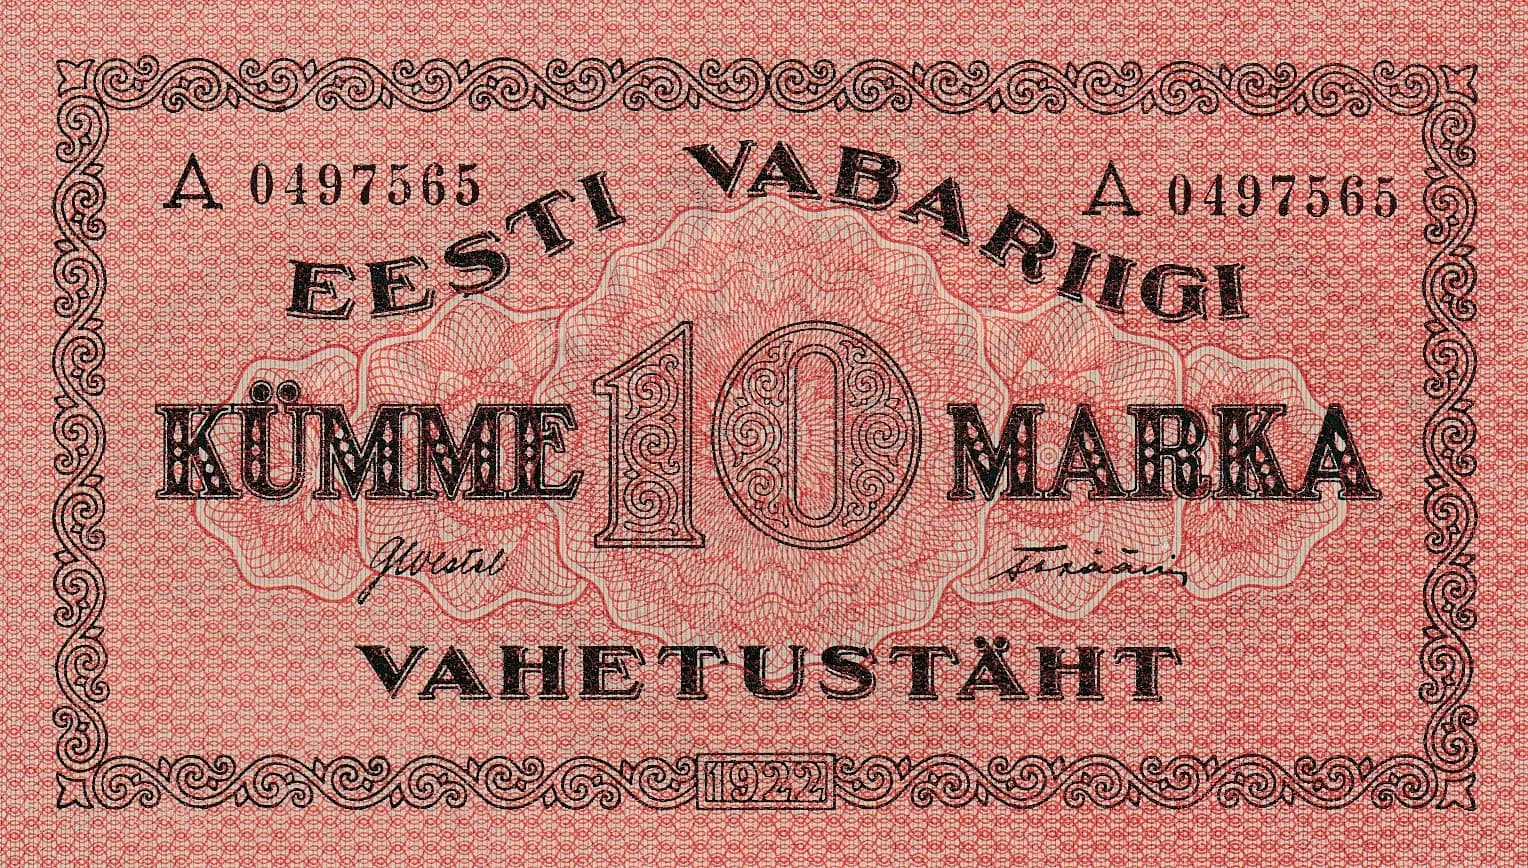 A 0497565
A 0497565
EESTI VABARIIGI
KÜMME 10 MARKA
VAHETUSTÄHT
1922